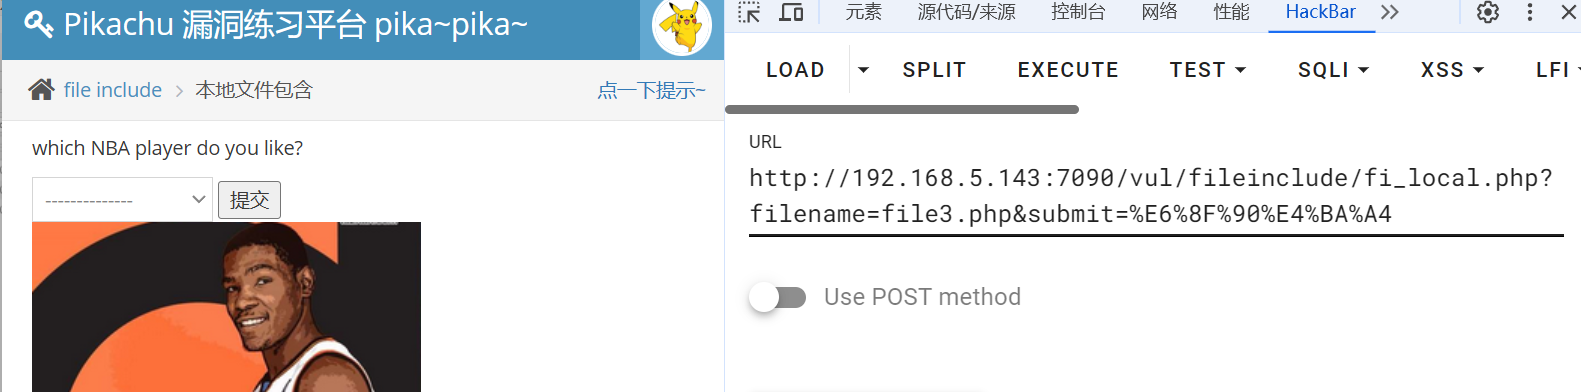 Pikachu 漏洞练习平台 pika~pika~
file include
本地文件包含
点一下提示~
which NBA player do you like?
--------------
提交
元素 源代码/来源 控制台 网络 性能 HackBar
LOAD SPLIT EXECUTE TEST SQLI XSS LFI
URL
http://192.168.5.143:7090/vul/fileinclude/fi_local.php?
filename=file3.php&submit=%E6%8F%90%E4%BA%A4
Use POST method